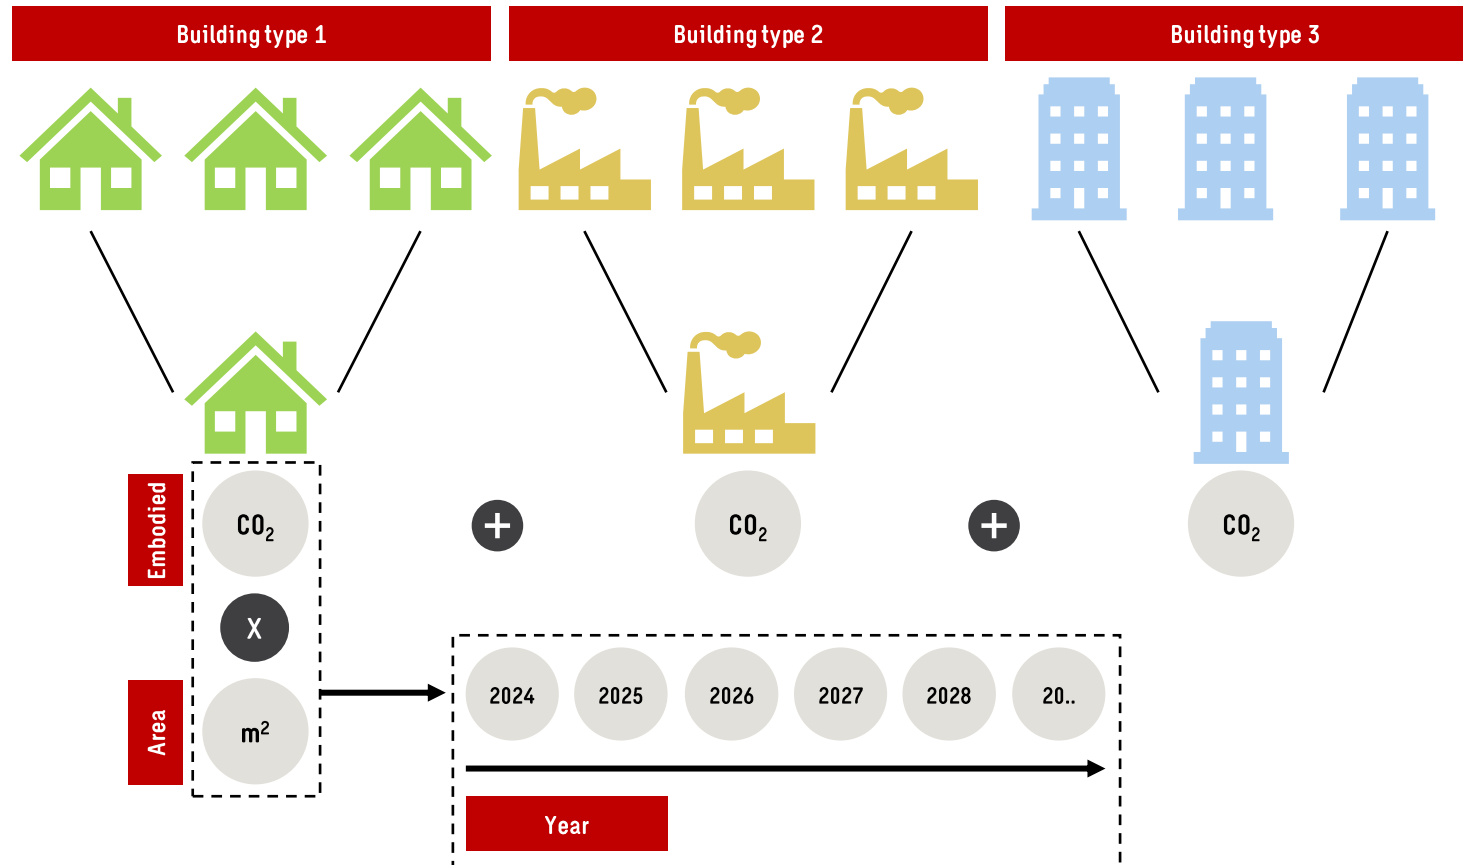 Building type 1
Building type 2
Building type 3
Embodied
CO₂
+
CO₂
+
CO₂
X
Area
m²
2024
2025
2026
2027
2028
20..
Year